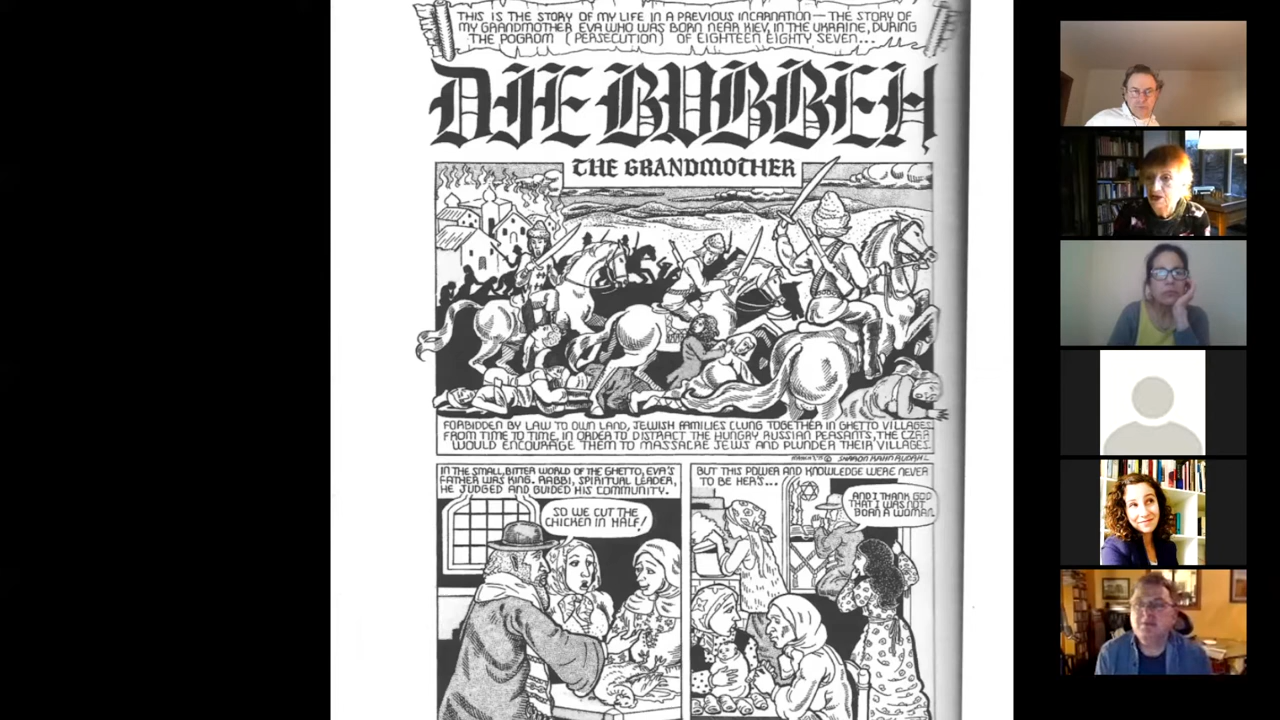 THIS IS THE STORY OF MY LIFE IN A PREVIOUS INCARNATION — THE STORY OF
MY GRANDMOTHER EVA WHO WAS BORN NEAR KIEV, IN THE UKRAINE, DURING
THE POGROM (PERSECUTION) OF EIGHTEEN EIGHTY SEVEN...
DIE BUBBEH
THE GRANDMOTHER
FORBIDDEN BY LAW TO OWN LAND, JEWISH FAMILIES CLUNG TOGETHER IN GHETTO VILLAGES.
FROM TIME TO TIME, IN ORDER TO DISTRACT THE HUNGRY RUSSIAN PEASANTS, THE CZAR
WOULD ENCOURAGE THEM TO MASSACRE JEWS AND PLUNDER THEIR VILLAGES.
© SHARON KAHN RUDAHL
IN THE SMALL, BITTER WORLD OF THE GHETTO, EVA'S
FATHER WAS KING. RABBI, SPIRITUAL LEADER,
HE JUDGED AND GUIDED HIS COMMUNITY.
SO WE CUT THE
CHICKEN IN HALF!
BUT THIS POWER AND KNOWLEDGE WERE NEVER
TO BE HER'S...
AND I THANK GOD
THAT I WAS NOT
BORN A WOMAN.